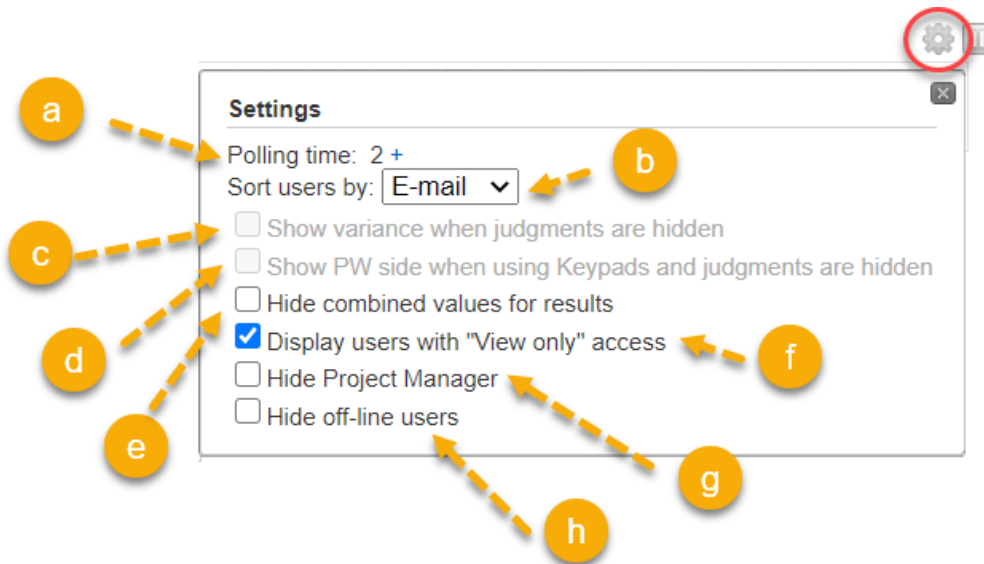 Settings
a
Polling time: 2 +
Sort users by: E-mail
b
Show variance when judgments are hidden
c
Show PW side when using Keypads and judgments are hidden
d
Hide combined values for results
e
Display users with "View only" access
f
Hide Project Manager
g
Hide off-line users
h